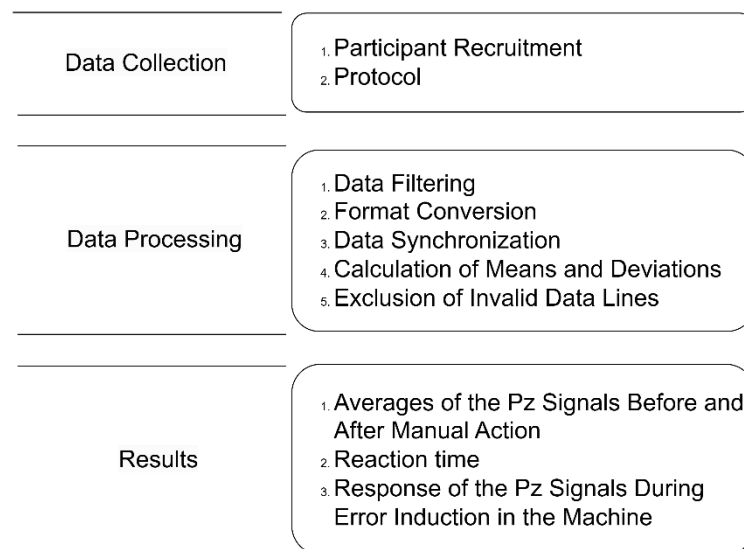 Data Collection
1. Participant Recruitment
2. Protocol
Data Processing
1. Data Filtering
2. Format Conversion
3. Data Synchronization
4. Calculation of Means and Deviations
5. Exclusion of Invalid Data Lines
Results
1. Averages of the Pz Signals Before and
After Manual Action
2. Reaction time
3. Response of the Pz Signals During
Error Induction in the Machine